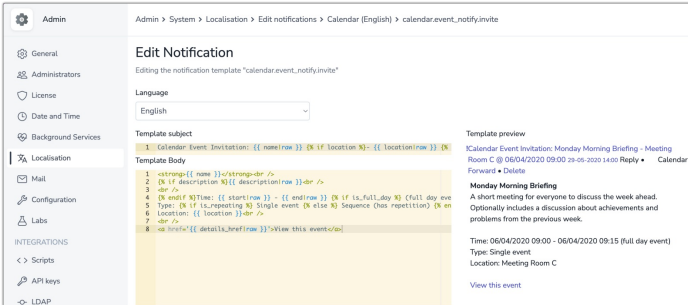 Admin
Admin > System > Localisation > Edit notifications > Calendar (English) > calendar.event_notify.invite
General
Administrators
License
Date and Time
Background Services
Localisation
Mail
Configuration
Labs
INTEGRATIONS
Scripts
API keys
LDAP
Edit Notification
Editing the notification template "calendar.event_notify.invite"
Language
English
Template subject
1 Calendar Event Invitation: {{ name|raw }} {% if location %}- {{ location|raw }} {%
Template Body
1 <strong>{{ name }}</strong><br />
2 {% if description %}{{ description|raw }}<br />
3 <br />
4 {% endif %}Time: {{ start|raw }} - {{ end|raw }} {% if is_full_day %} (full day eve
5 Type: {% if is_repeating %} Single event {% else %} Sequence (has repetition) {% en
6 Location: {{ location }}<br />
7 <br />
8 <a href='{{ details_href|raw }}'>View this event</a>
Template preview
Calendar Event Invitation: Monday Morning Briefing - Meeting
Room C @ 06/04/2020 09:00 29-05-2020 14:00 Reply • Calendar
Forward • Delete
Monday Morning Briefing
A short meeting for everyone to discuss the week ahead.
Optionally includes a discussion about achievements and
problems from the previous week.
Time: 06/04/2020 09:00 - 06/04/2020 09:15 (full day event)
Type: Single event
Location: Meeting Room C
View this event